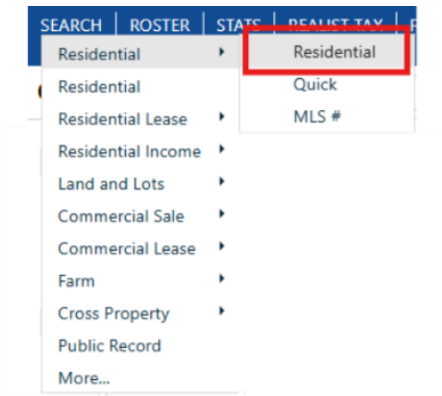 SEARCH | ROSTER | STATS | REALIST TAX |
Residential
Residential
Residential
Quick
Residential Lease
MLS #
Residential Income
Land and Lots
Commercial Sale
Commercial Lease
Farm
Cross Property
Public Record
More...